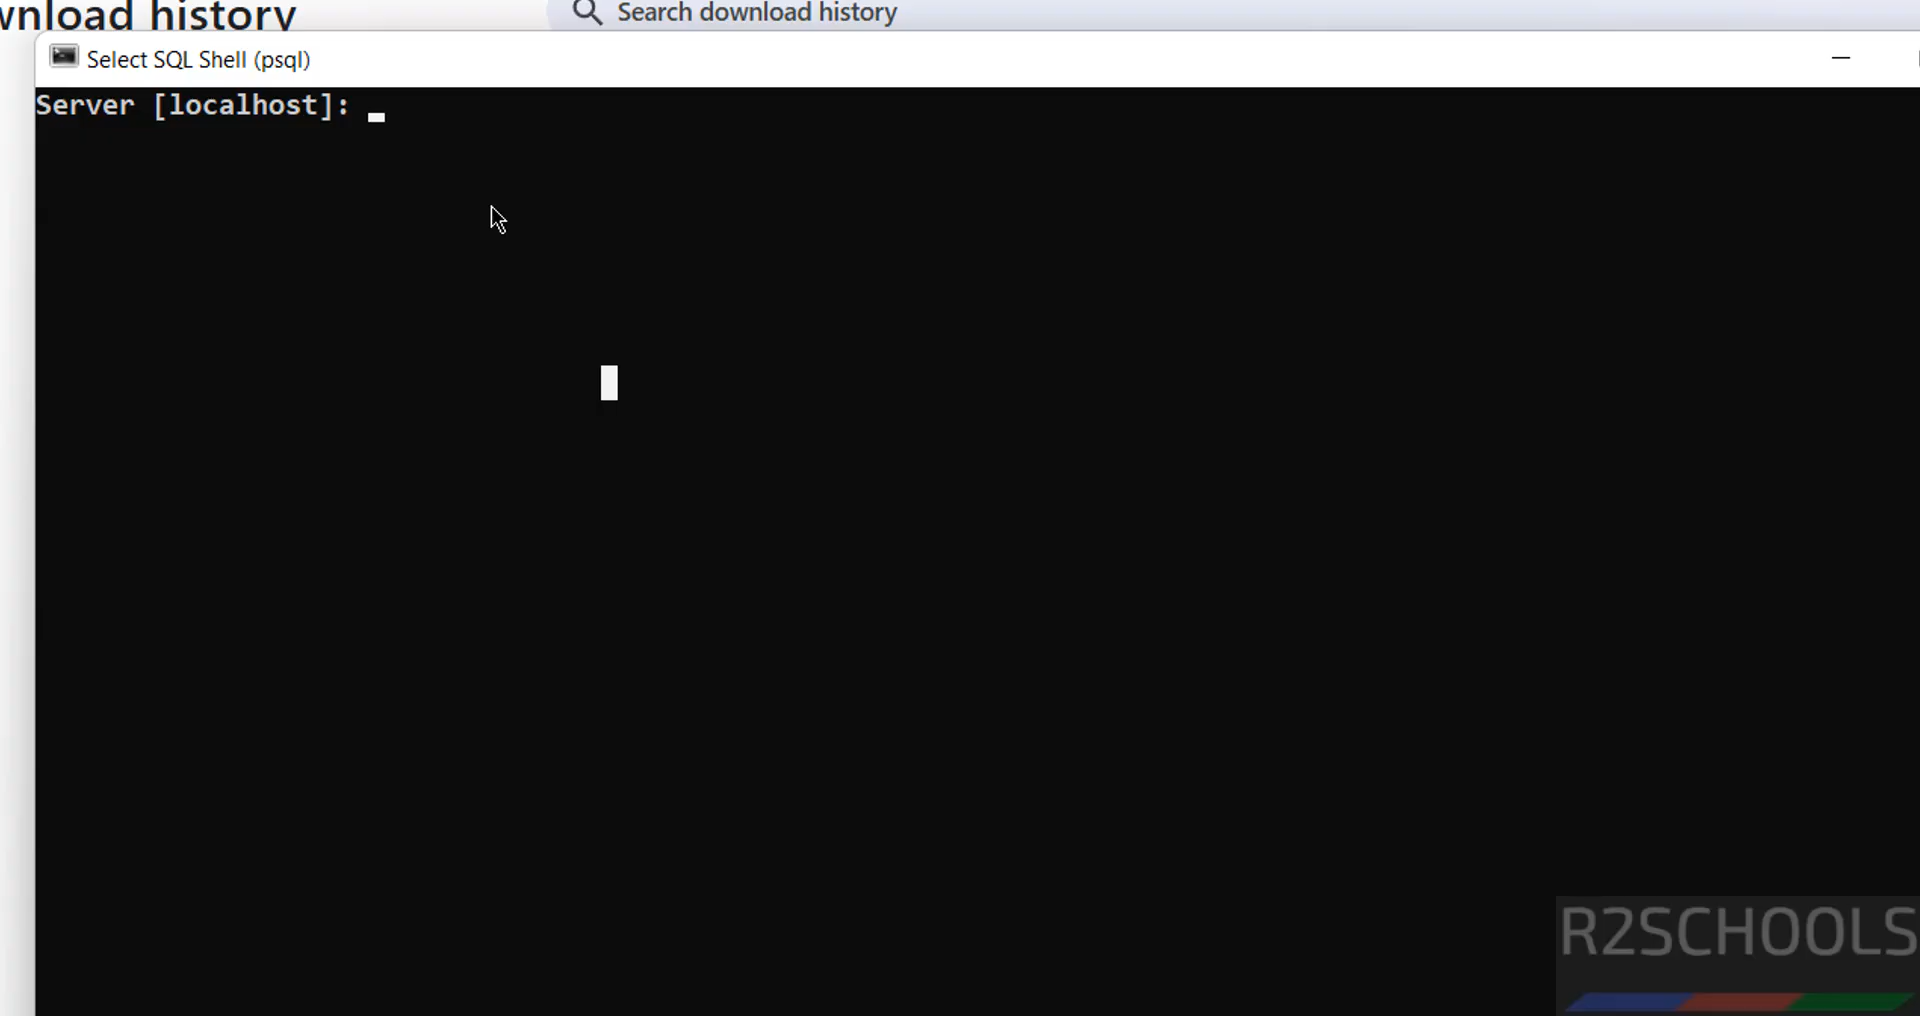 wnload history
Search download history
Select SQL Shell (psql)
Server [localhost]:
R2SCHOOLS